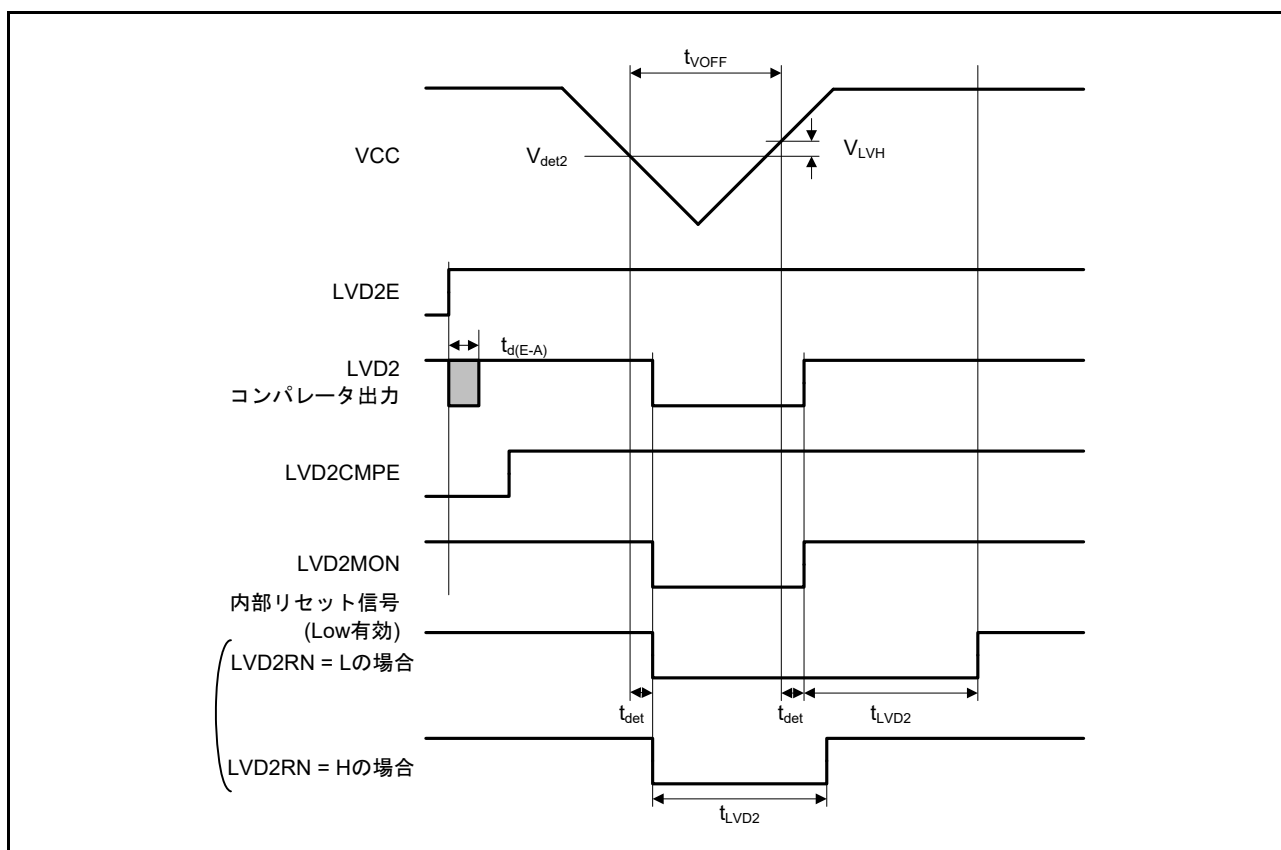 tVOFF
VCC
Vdet2
VLVH
LVD2E
td(E-A)
LVD2
コンパレータ出力
LVD2CMPE
LVD2MON
内部リセット信号
(Low有効)
LVD2RN = Lの場合
tdet
tdet
tLVD2
LVD2RN = Hの場合
tLVD2